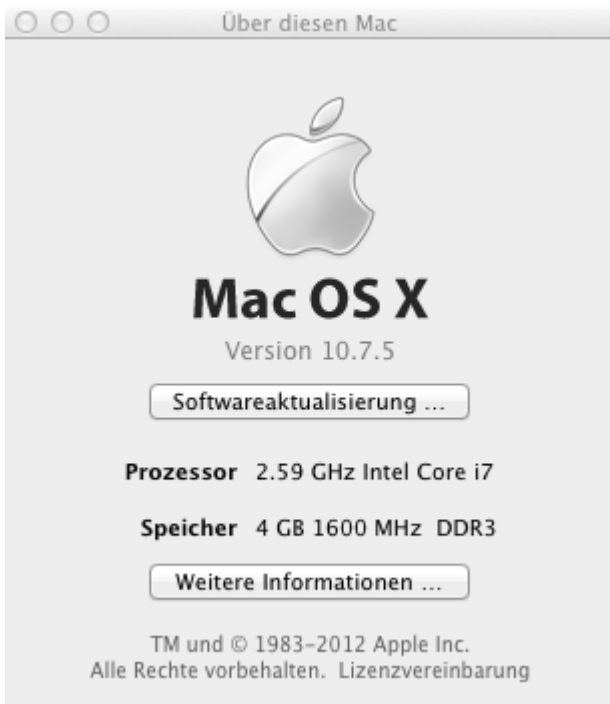 Über diesen Mac
Mac OS X
Version 10.7.5
Softwareaktualisierung ...
Prozessor 2.59 GHz Intel Core i7
Speicher 4 GB 1600 MHz DDR3
Weitere Informationen ...
TM und © 1983–2012 Apple Inc.
Alle Rechte vorbehalten. Lizenzvereinbarung